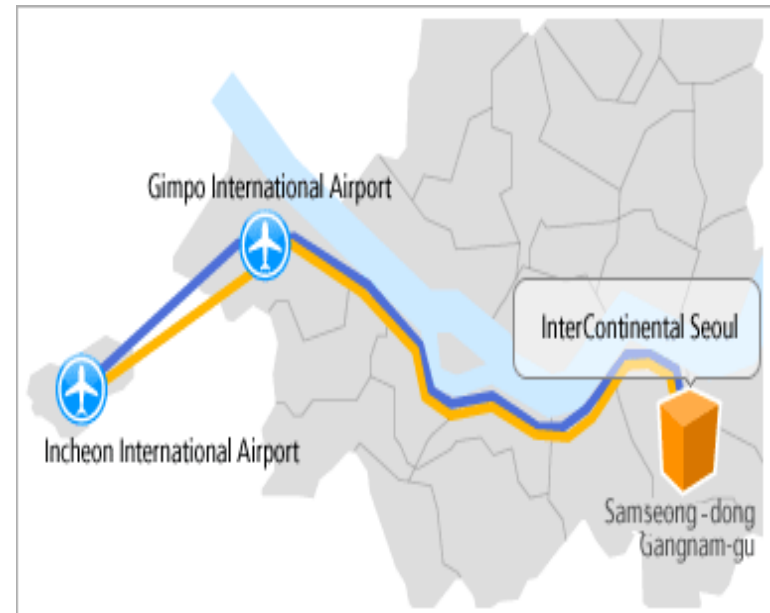 Gimpo International Airport
InterContinental Seoul
Incheon International Airport
Samseong-dong
Gangnam-gu